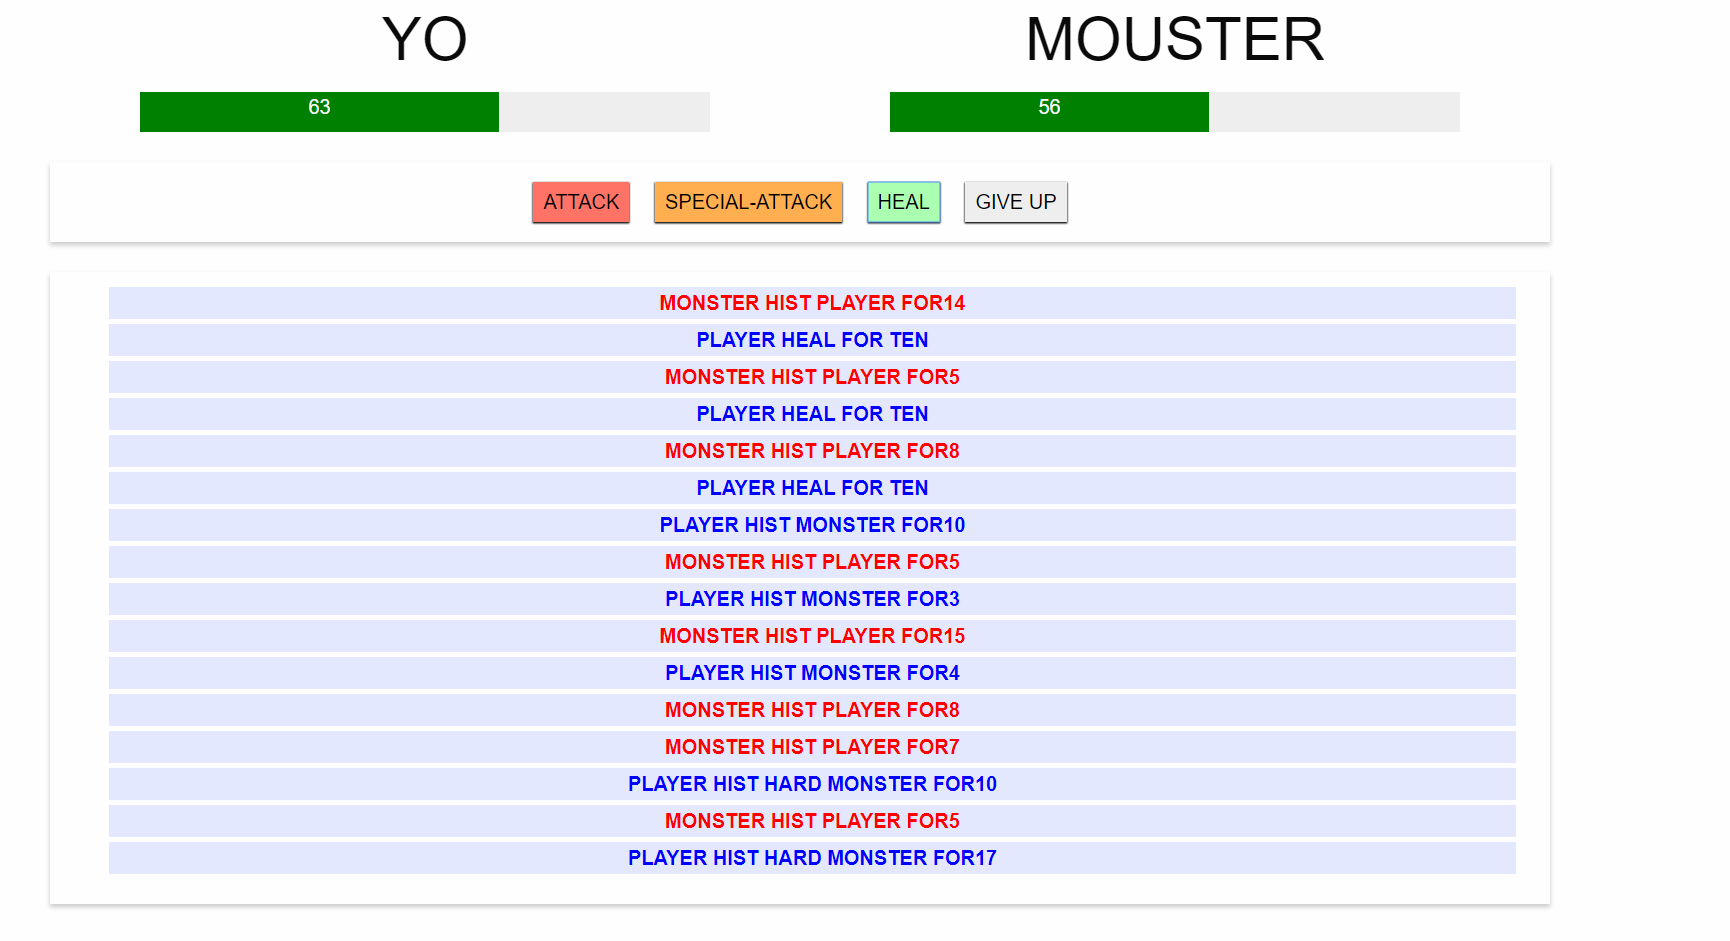 YO
MOUSTER
63
56
ATTACK
SPECIAL-ATTACK
HEAL
GIVE UP
MONSTER HIST PLAYER FOR14
PLAYER HEAL FOR TEN
MONSTER HIST PLAYER FOR5
PLAYER HEAL FOR TEN
MONSTER HIST PLAYER FOR8
PLAYER HEAL FOR TEN
PLAYER HIST MONSTER FOR10
MONSTER HIST PLAYER FOR5
PLAYER HIST MONSTER FOR3
MONSTER HIST PLAYER FOR15
PLAYER HIST MONSTER FOR4
MONSTER HIST PLAYER FOR8
MONSTER HIST PLAYER FOR7
PLAYER HIST HARD MONSTER FOR10
MONSTER HIST PLAYER FOR5
PLAYER HIST HARD MONSTER FOR17